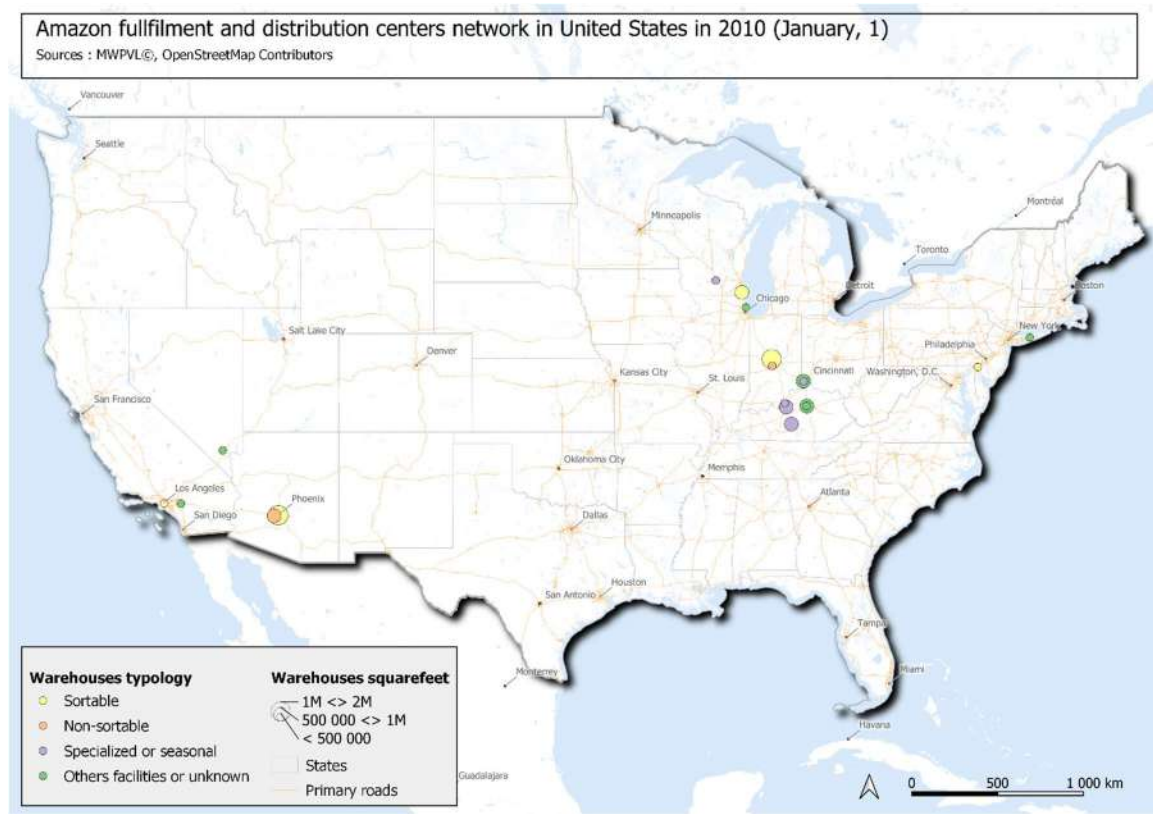 Amazon fullfilment and distribution centers network in United States in 2010 (January, 1)
Sources : MWPVL©, OpenStreetMap Contributors
Vancouver
Seattle
Montréal
Minneapolis
Toronto
Boston
Detroit
Chicago
New York
Salt Lake City
Philadelphia
Denver
Cincinnati
Washington, D.C.
Kansas City
St. Louis
San Francisco
Oklahoma City
Memphis
Los Angeles
Phoenix
Atlanta
San Diego
Dallas
San Antonio
Houston
Tampa
Monterrey
Miami
Havana
Guadalajara
Warehouses typology
Sortable
Non-sortable
Specialized or seasonal
Others facilities or unknown
Warehouses squarefeet
1M <> 2M
500 000 <> 1M
< 500 000
States
Primary roads
0 500 1 000 km